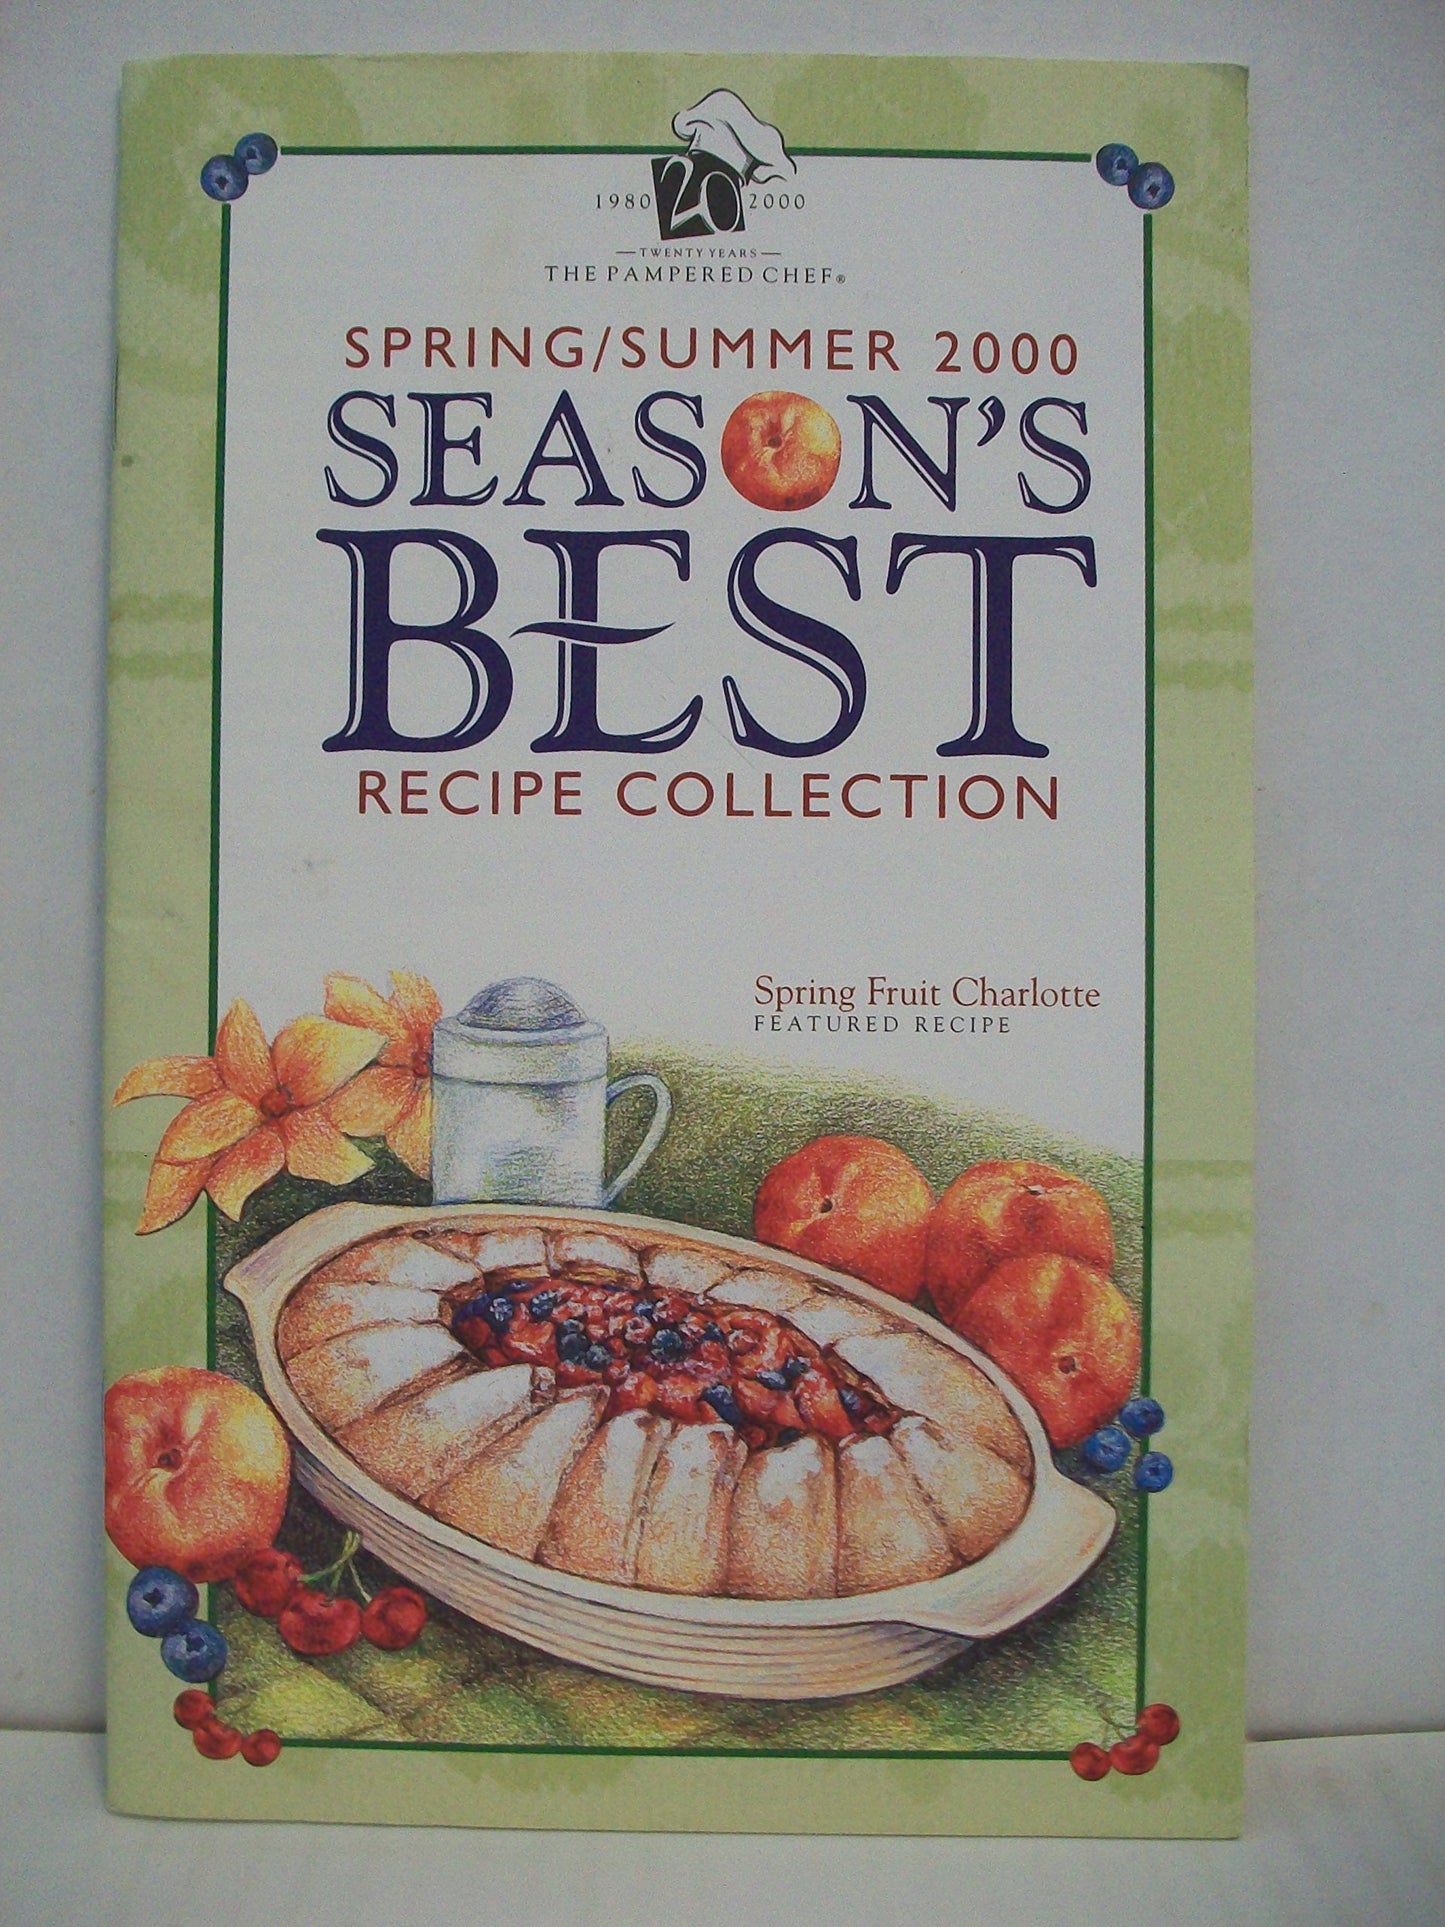 1980 20 2000
TWENTY YEARS
THE PAMPERED CHEF®
SPRING/SUMMER 2000
SEASON'S
BEST
RECIPE COLLECTION
Spring Fruit Charlotte
FEATURED RECIPE